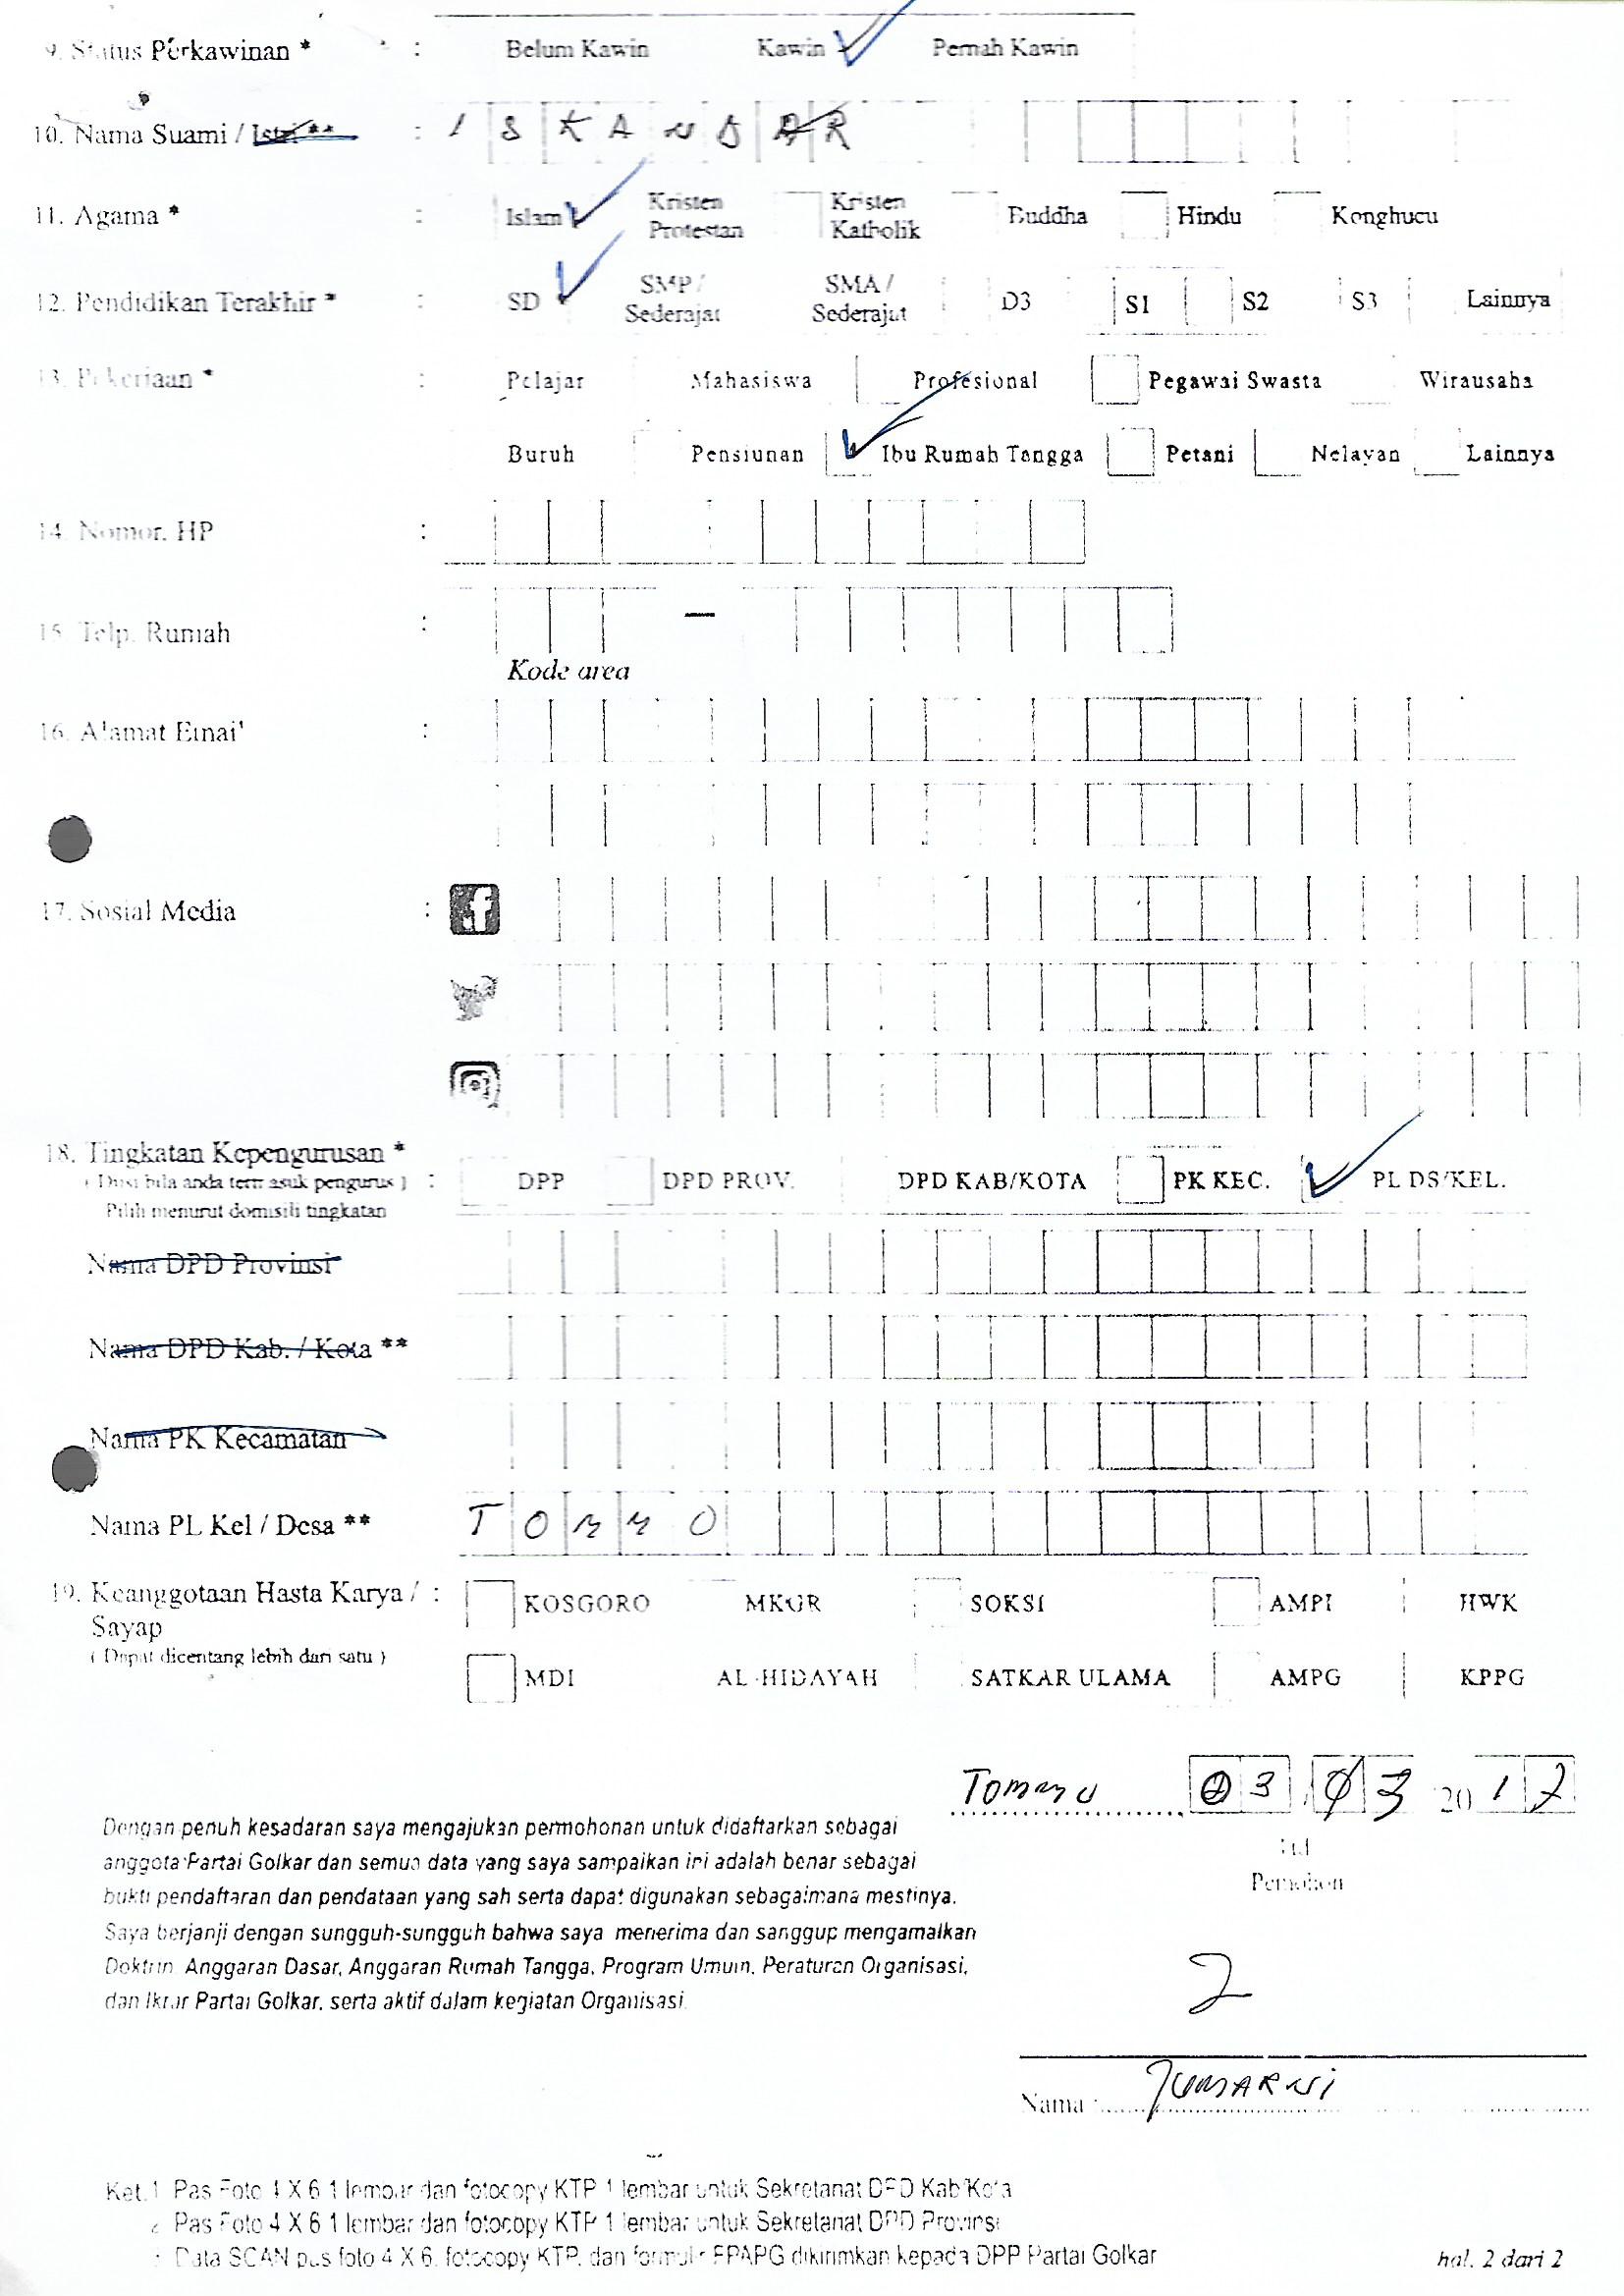 9. Status Perkawinan * : Belum Kawin Kawin Pernah Kawin
10. Nama Suami / Istri ** : ISKANDAR
11. Agama * : Islam Kristen Protestan Kristen Katholik Buddha Hindu Konghucu
12. Pendidikan Terakhir * : SD SMP / Sederajat SMA / Sederajat D3 S1 S2 S3 Lainnya
13. Pekerjaan * : Pelajar Mahasiswa Profesional Pegawai Swasta Wirausaha
Buruh Pensiunan Ibu Rumah Tangga Petani Nelayan Lainnya
14. Nomor. HP :
15. Telp. Rumah : –
Kode area
16. Alamat Email :
17. Sosial Media :
18. Tingkatan Kepengurusan *
( Diisi bila anda termasuk pengurus ) : DPP DPD PROV. DPD KAB/KOTA PK KEC. PL DS/KEL.
Pilih menurut domisili tingkatan
Nama DPD Provinsi
Nama DPD Kab. / Kota **
Nama PK Kecamatan
Nama PL Kel / Desa ** TOMMO
19. Keanggotaan Hasta Karya / : KOSGORO MKGR SOKSI AMPI HWK
Sayap
( Dapat dicentang lebih dari satu ) MDI AL-HIDAYAH SATKAR ULAMA AMPG KPPG
Tommo 03 03 2017
Dengan penuh kesadaran saya mengajukan permohonan untuk didaftarkan sebagai
anggota Partai Golkar dan semua data yang saya sampaikan ini adalah benar sebagai
bukti pendaftaran dan pendataan yang sah serta dapat digunakan sebagaimana mestinya.
Saya berjanji dengan sungguh-sungguh bahwa saya menerima dan sanggup mengamalkan
Doktrin, Anggaran Dasar, Anggaran Rumah Tangga, Program Umum, Peraturan Organisasi,
dan Ikrar Partai Golkar, serta aktif dalam kegiatan Organisasi.
Ttd
Pemohon
Nama : JUMARNI
Ket. 1. Pas Foto 4 X 6 1 lembar dan fotocopy KTP 1 lembar untuk Sekretariat DPD Kab/Kota
2. Pas Foto 4 X 6 1 lembar dan fotocopy KTP 1 lembar untuk Sekretariat DPD Provinsi
Data SCAN pas foto 4 X 6, fotocopy KTP, dan formulir FPAPG dikirimkan kepada DPP Partai Golkar
hal. 2 dari 2